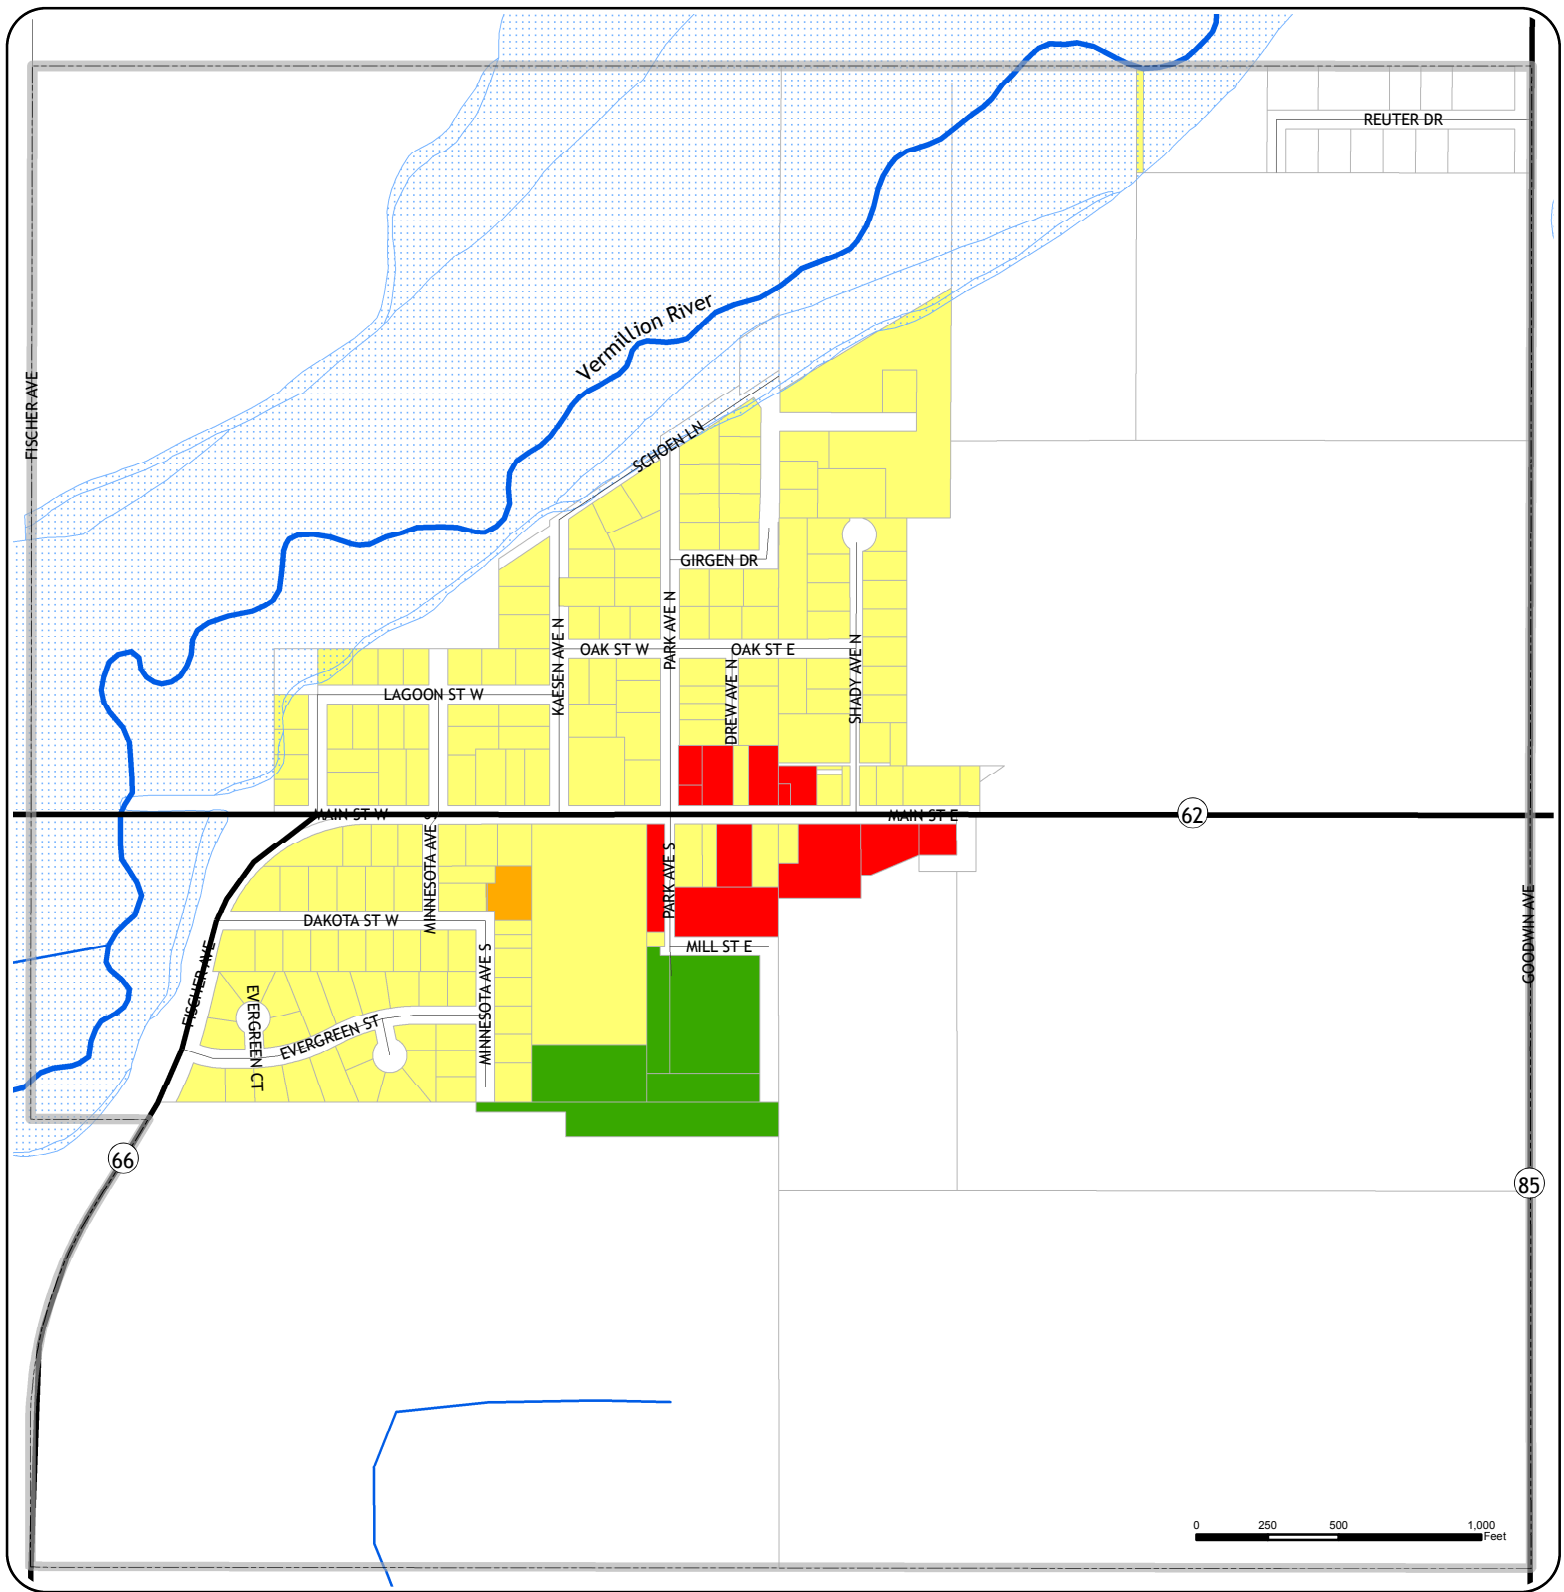 REUTER DR
Vermillion River
FISCHER AVE
SCHOEN LN
GIRGEN DR
PARK AVE N
KAESEN AVE N
OAK ST W
OAK ST E
DREW AVE N
SHADY AVE N
LAGOON ST W
MAIN ST W
MAIN ST E
62
MINNESOTA AVE S
PARK AVE S
DAKOTA ST W
MILL ST E
GOODWIN AVE
FISCHER AVE
MINNESOTA AVE S
EVERGREEN CT
EVERGREEN ST
66
85
0 250 500 1,000
Feet